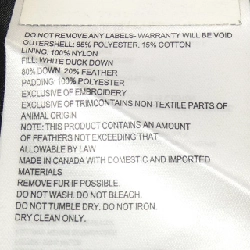 DO NOT REMOVE ANY LABELS-WARRANTY WILL BE VOID
OUTERSHELL: 85% POLYESTER, 15% COTTON
LINING: 100% NYLON
FILL: WHITE DUCK DOWN
80% DOWN, 20% FEATHER
PADDING: 100% POLYESTER
EXCLUSIVE OF EMBROIDERY
EXCLUSIVE OF TRIMCONTAINS NON TEXTILE PARTS OF
ANIMAL ORIGIN
NOTE: THIS PRODUCT CONTAINS AN AMOUNT
OF FEATHERS NOT EXCEEDING THAT
ALLOWABLE BY LAW
MADE IN CANADA WITH DOMESTIC AND IMPORTED
MATERIALS
REMOVE FUR IF POSSIBLE.
DO NOT WASH. DO NOT BLEACH.
DO NOT TUMBLE DRY. DO NOT IRON.
DRY CLEAN ONLY.